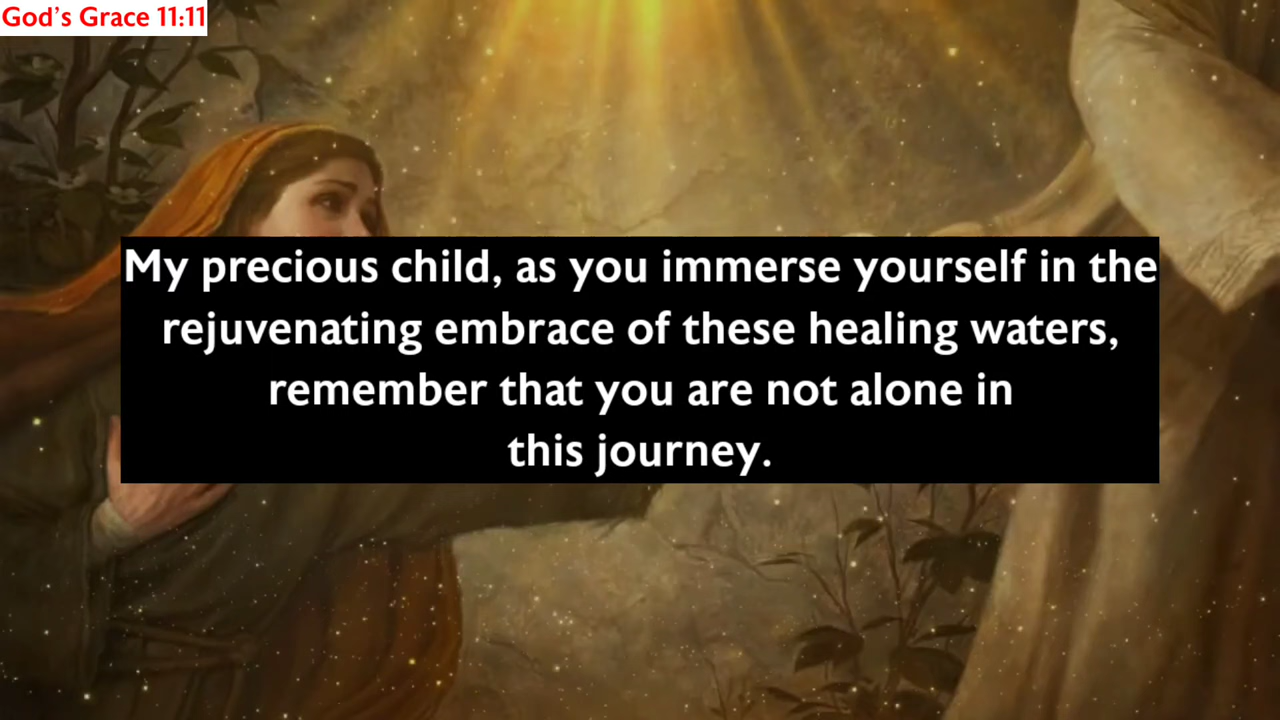 God's Grace 11:11
My precious child, as you immerse yourself in the
rejuvenating embrace of these healing waters,
remember that you are not alone in
this journey.